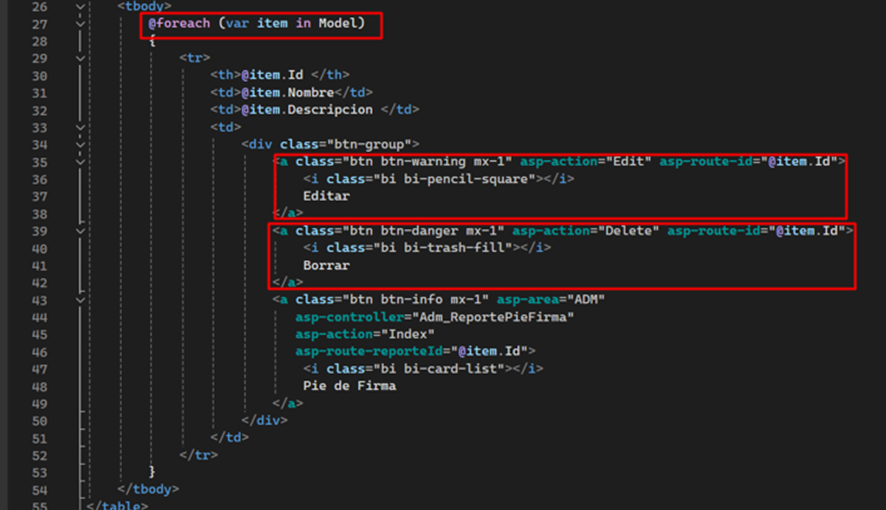 26 <tbody>
27 @foreach (var item in Model)
28 {
29 <tr>
30 <th>@item.Id </th>
31 <td>@item.Nombre</td>
32 <td>@item.Descripcion </td>
33 <td>
34 <div class="btn-group">
35 <a class="btn btn-warning mx-1" asp-action="Edit" asp-route-id="@item.Id">
36 <i class="bi bi-pencil-square"></i>
37 Editar
38 </a>
39 <a class="btn btn-danger mx-1" asp-action="Delete" asp-route-id="@item.Id">
40 <i class="bi bi-trash-fill"></i>
41 Borrar
42 </a>
43 <a class="btn btn-info mx-1" asp-area="ADM"
44 asp-controller="Adm_ReportePieFirma"
45 asp-action="Index"
46 asp-route-reporteId="@item.Id">
47 <i class="bi bi-card-list"></i>
48 Pie de Firma
49 </a>
50 </div>
51 </td>
52 </tr>
53 }
54 </tbody>
55 </table>